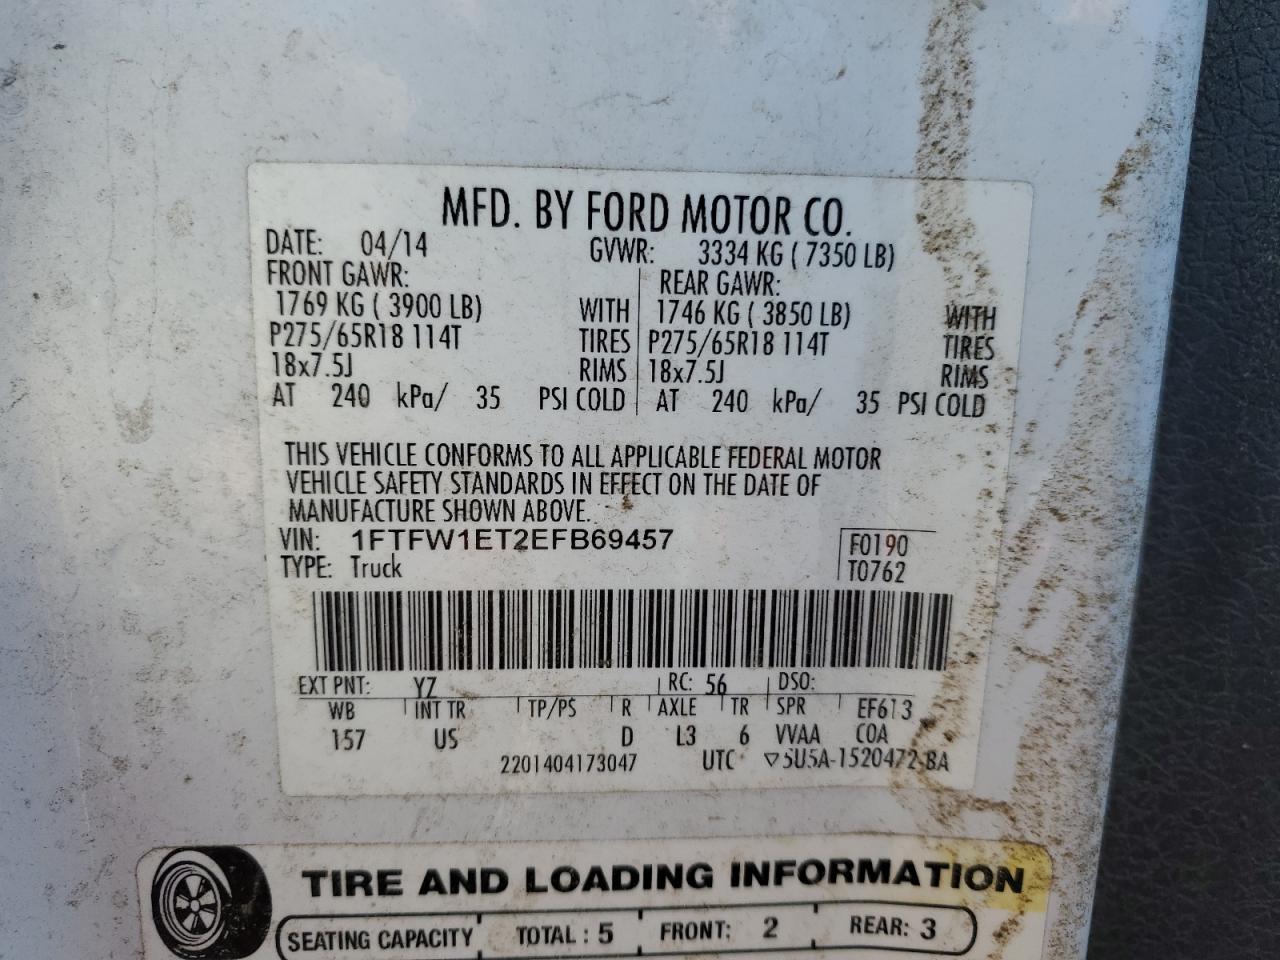 MFD. BY FORD MOTOR CO.
DATE: 04/14 GVWR: 3334 KG ( 7350 LB)
FRONT GAWR: REAR GAWR:
1769 KG ( 3900 LB) WITH 1746 KG ( 3850 LB) WITH
P275/65R18 114T TIRES P275/65R18 114T TIRES
18x7.5J RIMS 18x7.5J RIMS
AT 240 kPa/ 35 PSI COLD AT 240 kPa/ 35 PSI COLD
THIS VEHICLE CONFORMS TO ALL APPLICABLE FEDERAL MOTOR
VEHICLE SAFETY STANDARDS IN EFFECT ON THE DATE OF
MANUFACTURE SHOWN ABOVE.
VIN: 1FTFW1ET2EFB69457 F0190
TYPE: Truck T0762
EXT PNT: YZ RC: 56 DSO:
WB INT TR TP/PS R AXLE TR SPR EF613
157 US D L3 6 VVAA COA
2201404173047 UTC ▽5U5A-1520472-BA
TIRE AND LOADING INFORMATION
SEATING CAPACITY TOTAL : 5 FRONT: 2 REAR: 3